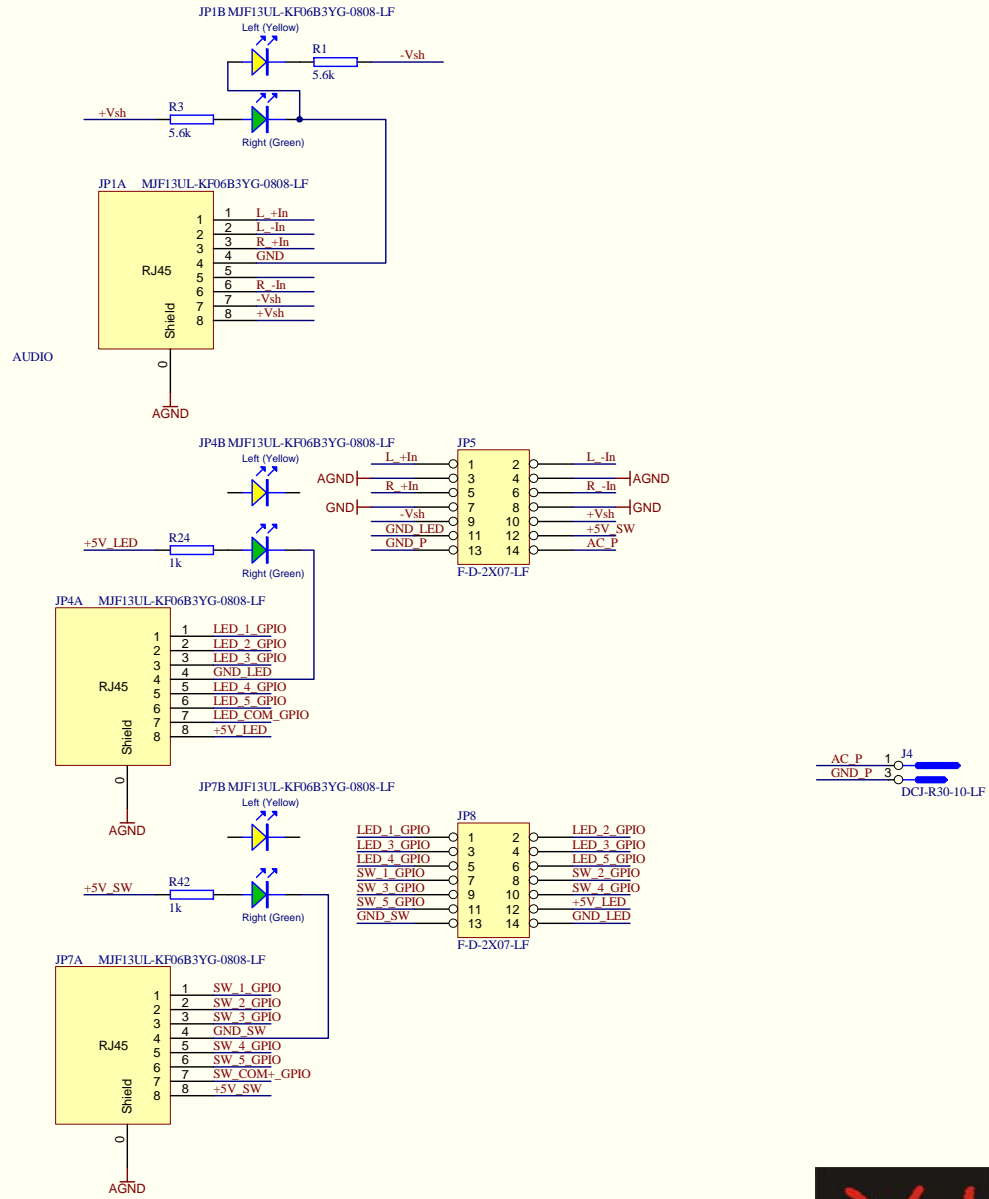 JP1B MJF13UL-KF06B3YG-0808-LF
Left (Yellow)
R1
-Vsh
5.6k
+Vsh
R3
5.6k
Right (Green)
JP1A MJF13UL-KF06B3YG-0808-LF
1 1 L_+In
2 2 L_-In
3 3 R_+In
4 4 GND
RJ45
5 5
6 6 R_-In
7 7 -Vsh
8 8 +Vsh
Shield
AUDIO
0
AGND
JP4B MJF13UL-KF06B3YG-0808-LF
Left (Yellow)
+5V_LED
R24
1k
Right (Green)
JP5
L_+In 1 2 L_-In
AGND 3 4 AGND
R_+In 5 6 R_-In
GND 7 8 GND
-Vsh 9 10 +Vsh
GND_LED 11 12 +5V_SW
GND_P 13 14 AC_P
F-D-2X07-LF
JP4A MJF13UL-KF06B3YG-0808-LF
1 1 LED_1_GPIO
2 2 LED_2_GPIO
3 3 LED_3_GPIO
4 4 GND_LED
RJ45
5 5 LED_4_GPIO
6 6 LED_5_GPIO
7 7 LED_COM_GPIO
8 8 +5V_LED
Shield
0
AGND
AC_P 1 J4
GND_P 3
DCJ-R30-10-LF
JP7B MJF13UL-KF06B3YG-0808-LF
Left (Yellow)
+5V_SW
R42
1k
Right (Green)
JP8
LED_1_GPIO 1 2 LED_2_GPIO
LED_3_GPIO 3 4 LED_3_GPIO
LED_4_GPIO 5 6 LED_5_GPIO
SW_1_GPIO 7 8 SW_2_GPIO
SW_3_GPIO 9 10 SW_4_GPIO
SW_5_GPIO 11 12 +5V_LED
GND_SW 13 14 GND_LED
F-D-2X07-LF
JP7A MJF13UL-KF06B3YG-0808-LF
1 1 SW_1_GPIO
2 2 SW_2_GPIO
3 3 SW_3_GPIO
4 4 GND_SW
RJ45
5 5 SW_4_GPIO
6 6 SW_5_GPIO
7 7 SW_COM+_GPIO
8 8 +5V_SW
Shield
0
AGND